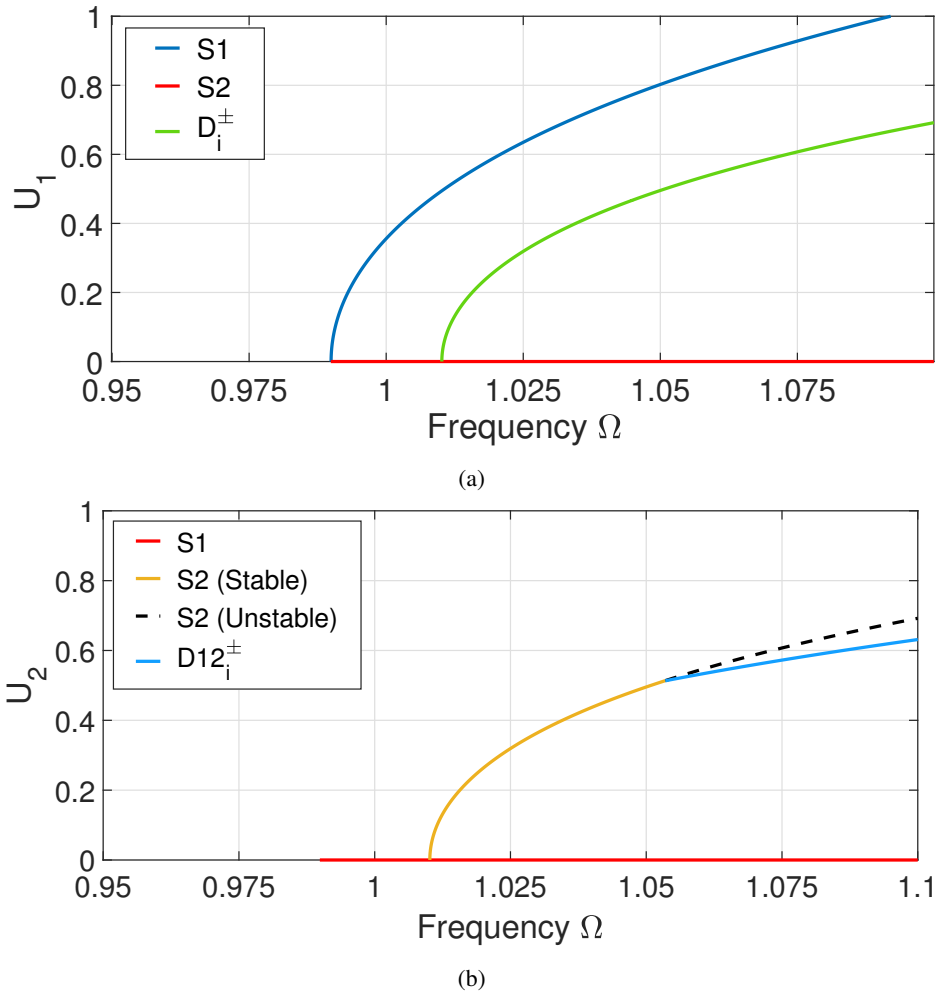 1
0.8
0.6
0.4
0.2
0
U₁
S1
S2
Dᵢ±
0.95 0.975 1 1.025 1.05 1.075
Frequency Ω
(a)
1
0.8
0.6
0.4
0.2
0
U₂
S1
S2 (Stable)
S2 (Unstable)
D12ᵢ±
0.95 0.975 1 1.025 1.05 1.075 1.1
Frequency Ω
(b)